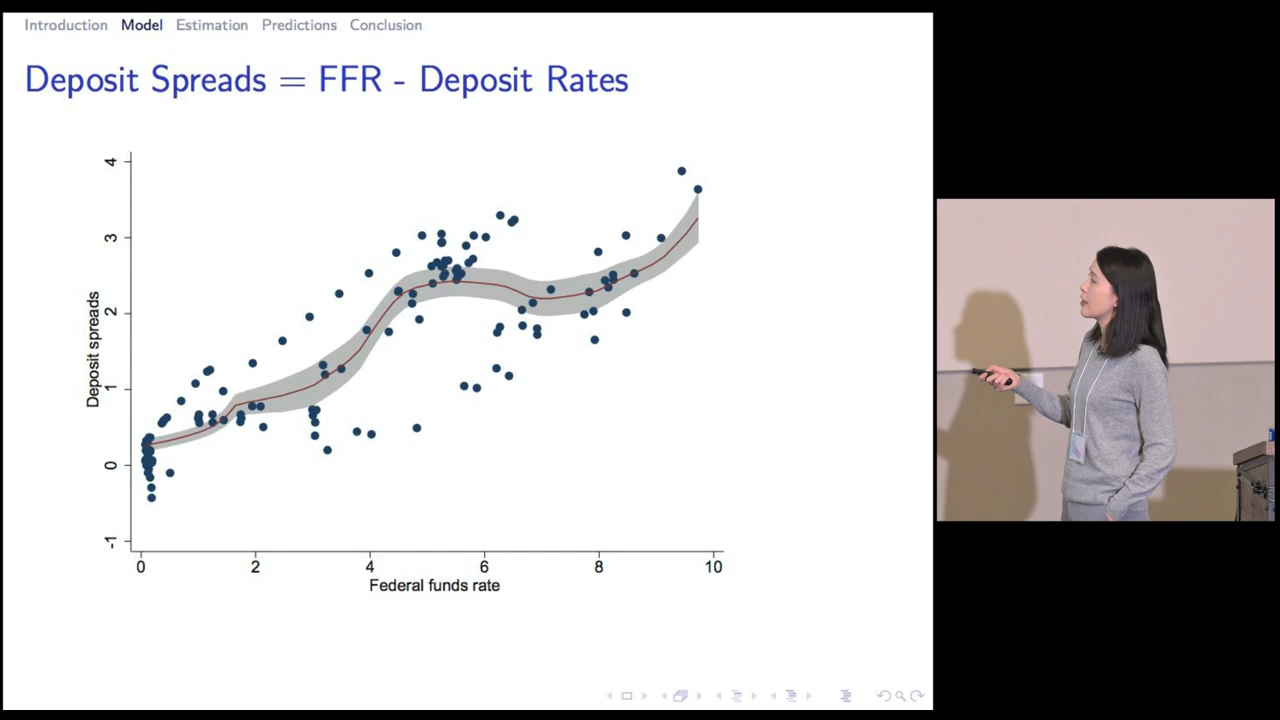 Introduction Model Estimation Predictions Conclusion
Deposit Spreads = FFR - Deposit Rates
4
3
2
1
0
-1
Deposit spreads
0 2 4 6 8 10
Federal funds rate